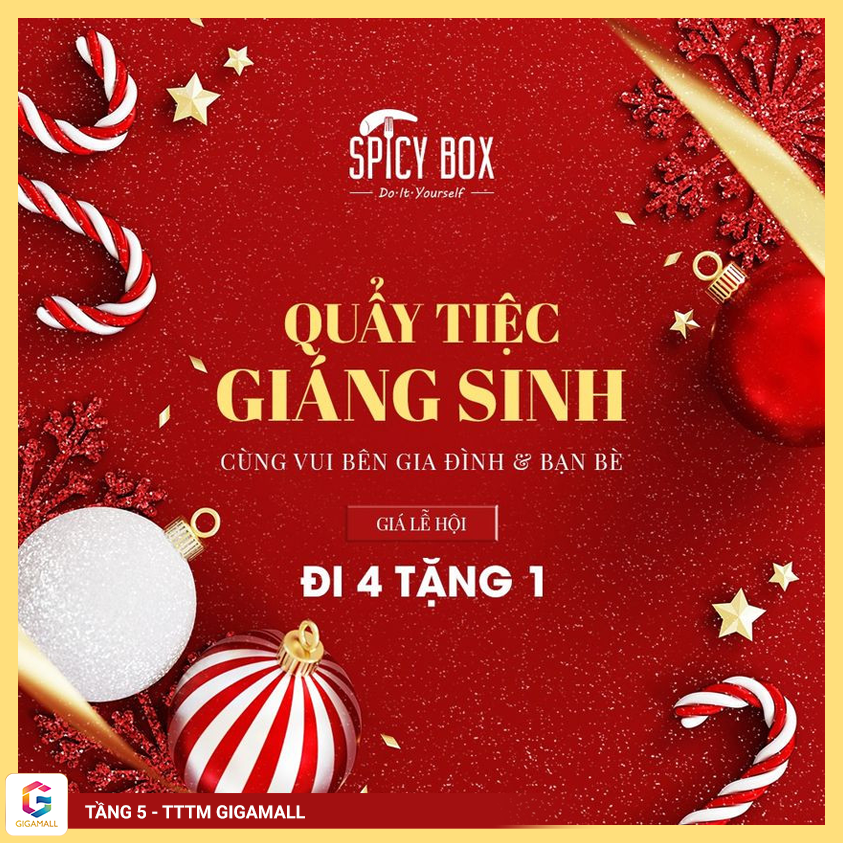 SPICY BOX
Do·It·Yourself
QUẨY TIỆC
GIÁNG SINH
CÙNG VUI BÊN GIA ĐÌNH & BẠN BÈ
GIÁ LỄ HỘI
ĐI 4 TẶNG 1
GIGAMALL
TẦNG 5 - TTTM GIGAMALL